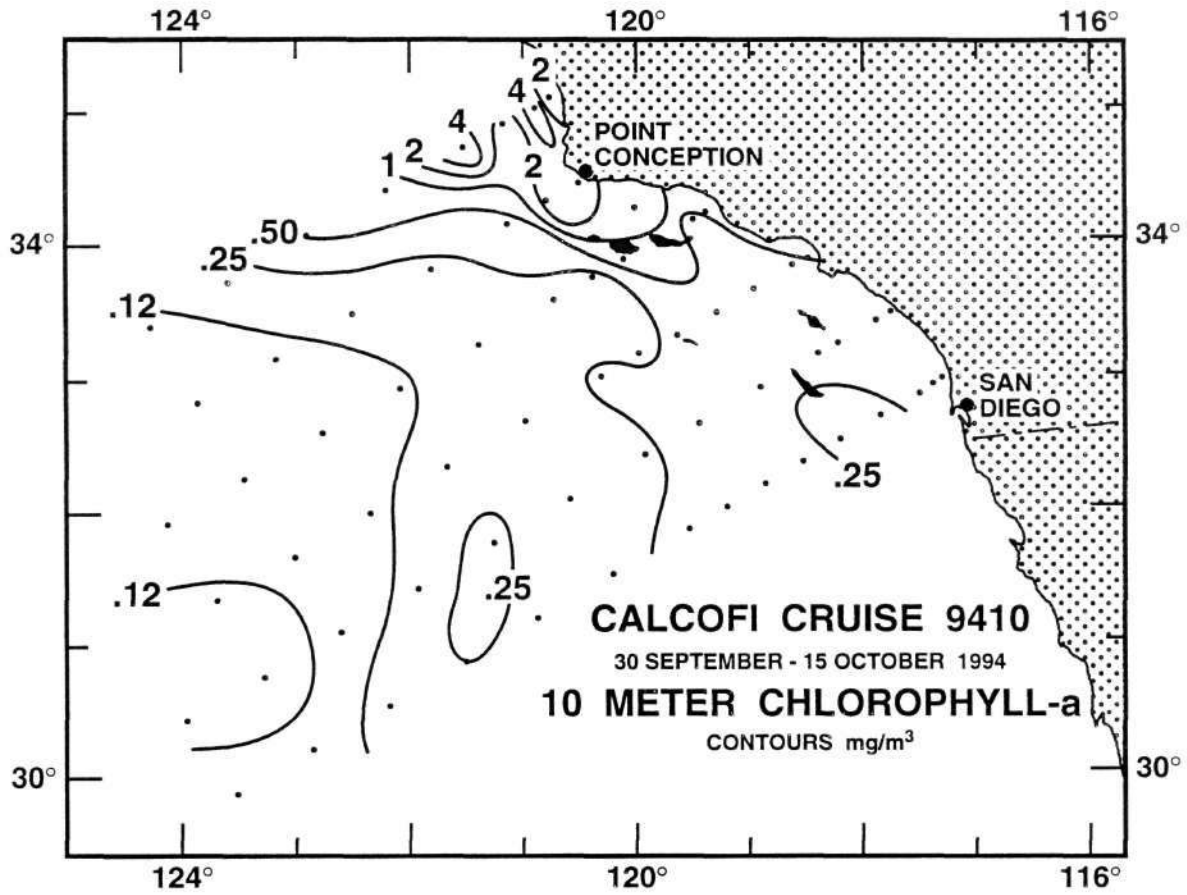 124° 120° 116°
2
4
4
POINT
CONCEPTION
2
1
2
.50
34° 34°
.25
.12
SAN
DIEGO
.25
.12
.25
CALCOFI CRUISE 9410
30 SEPTEMBER - 15 OCTOBER 1994
10 METER CHLOROPHYLL-a
CONTOURS mg/m³
30° 30°
124° 120° 116°